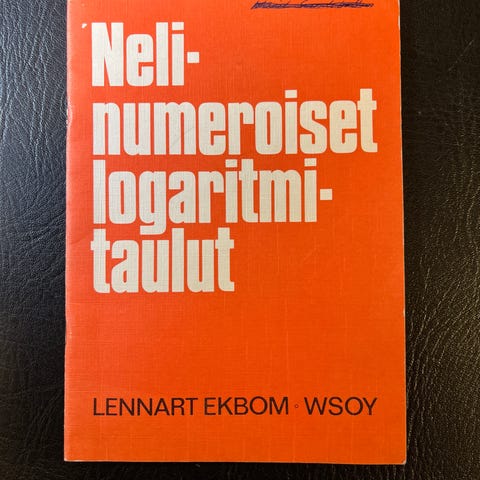 Neli-
numeroiset
logaritmi-
taulut
LENNART EKBOM ◦ WSOY